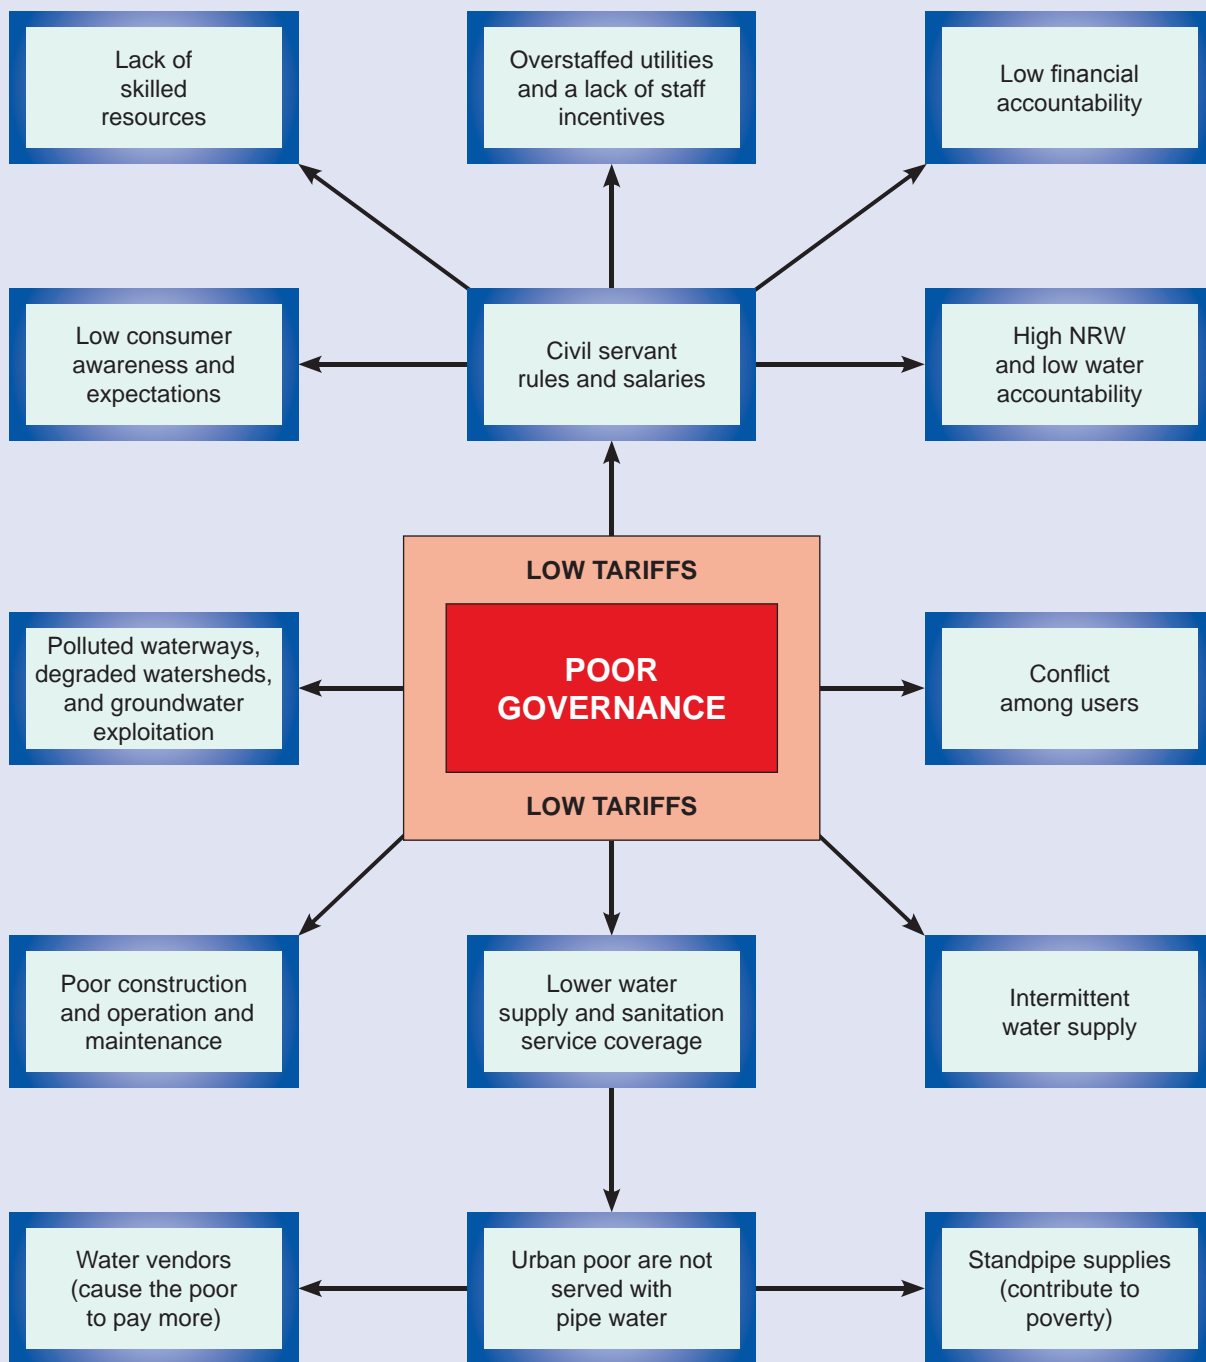 Lack of
skilled
resources
Overstaffed utilities
and a lack of staff
incentives
Low financial
accountability
Low consumer
awareness and
expectations
Civil servant
rules and salaries
High NRW
and low water
accountability
LOW TARIFFS
Polluted waterways,
degraded watersheds,
and groundwater
exploitation
POOR
GOVERNANCE
Conflict
among users
LOW TARIFFS
Poor construction
and operation and
maintenance
Lower water
supply and sanitation
service coverage
Intermittent
water supply
Water vendors
(cause the poor
to pay more)
Urban poor are not
served with
pipe water
Standpipe supplies
(contribute to
poverty)